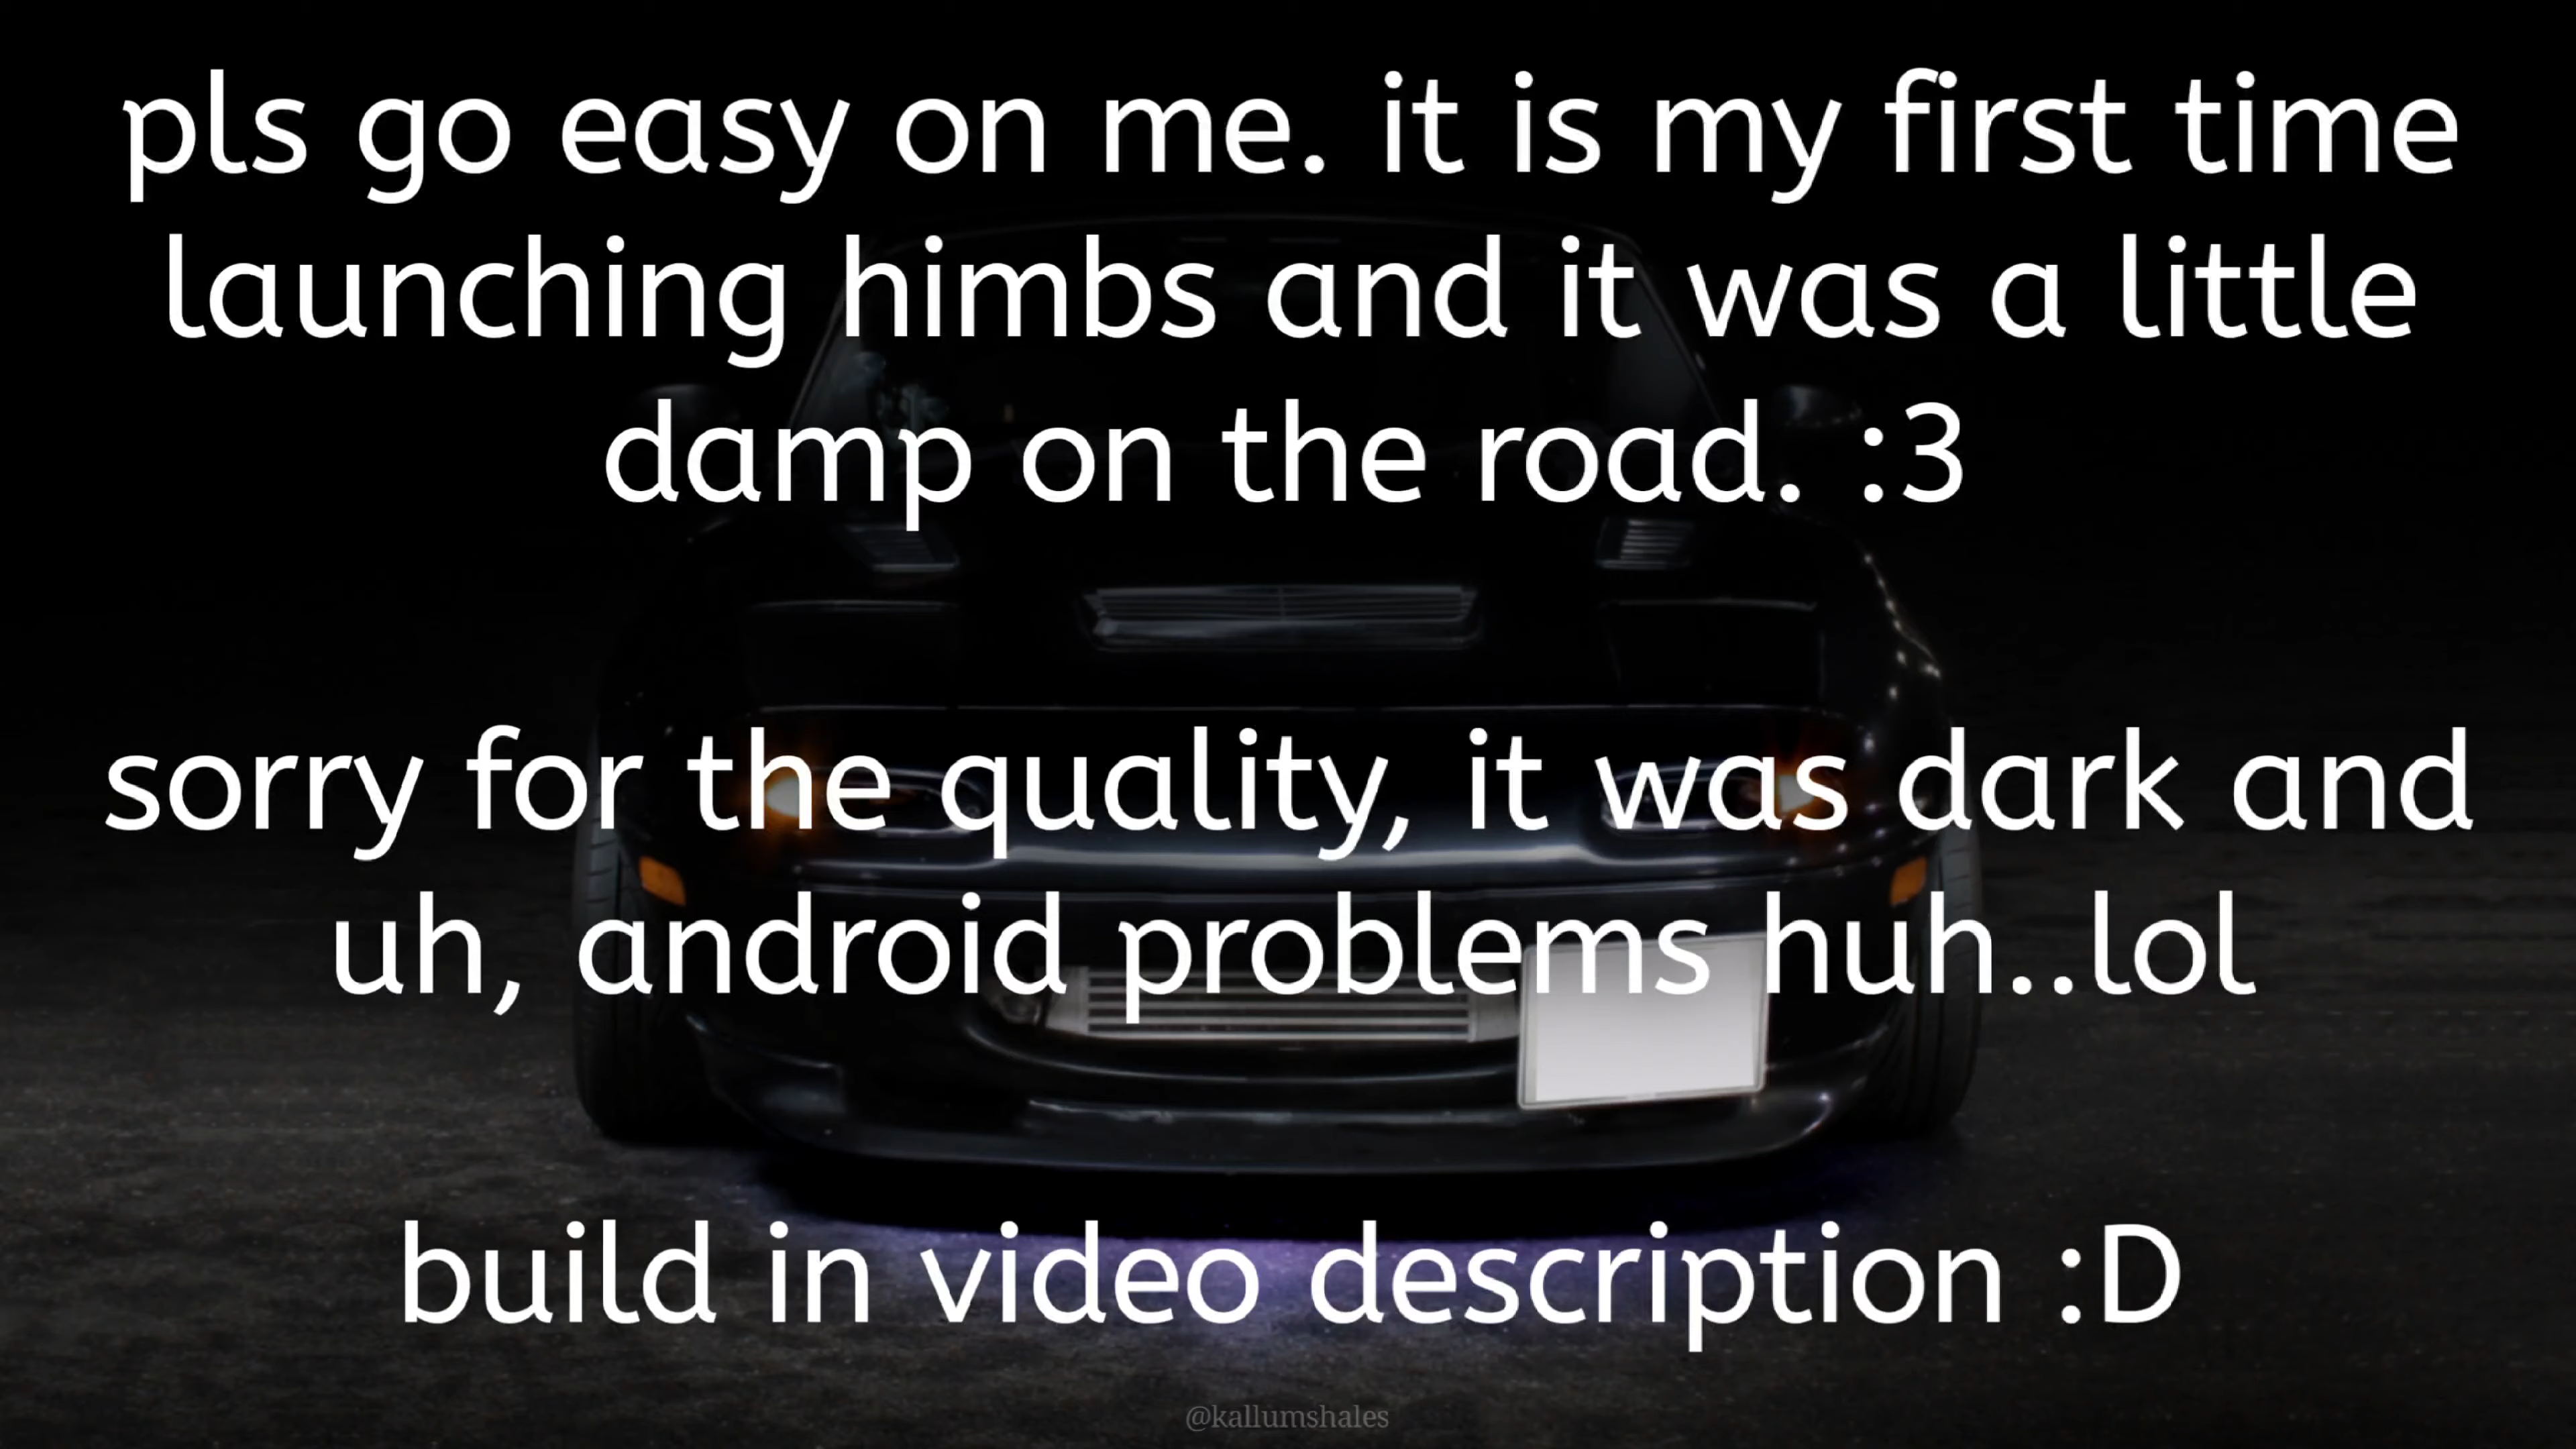 pls go easy on me. it is my first time
launching himbs and it was a little
damp on the road. :3
sorry for the quality, it was dark and
uh, android problems huh..lol
build in video description :D
@kallumshales